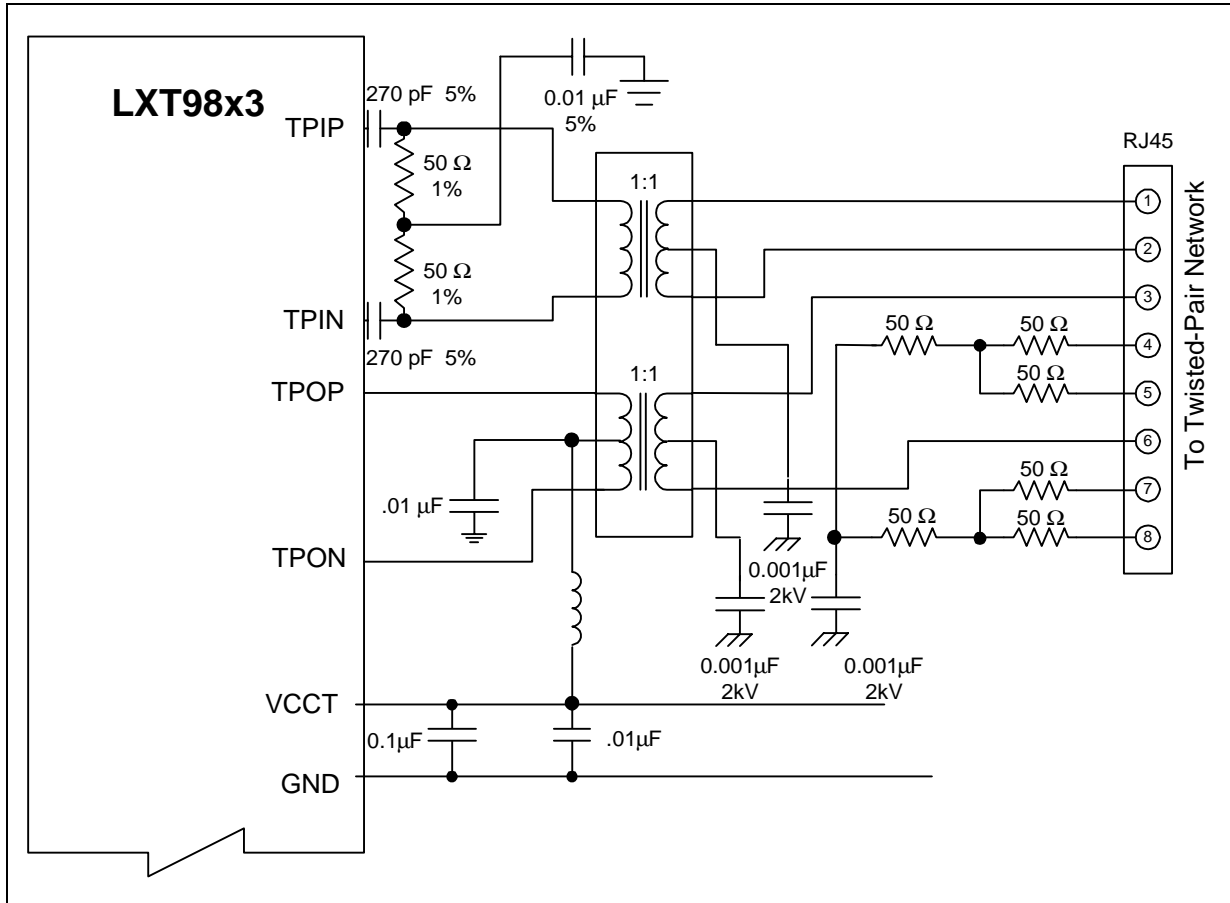 LXT98x3
TPIP
270 pF 5%
0.01 µF
5%
50 Ω
1%
50 Ω
1%
TPIN
270 pF 5%
TPOP
.01 µF
TPON
VCCT
0.1µF
.01µF
GND
1:1
1:1
0.001µF
2kV
0.001µF
2kV
0.001µF
2kV
50 Ω
50 Ω
50 Ω
50 Ω
50 Ω
50 Ω
RJ45
1
2
3
4
5
6
7
8
To Twisted-Pair Network